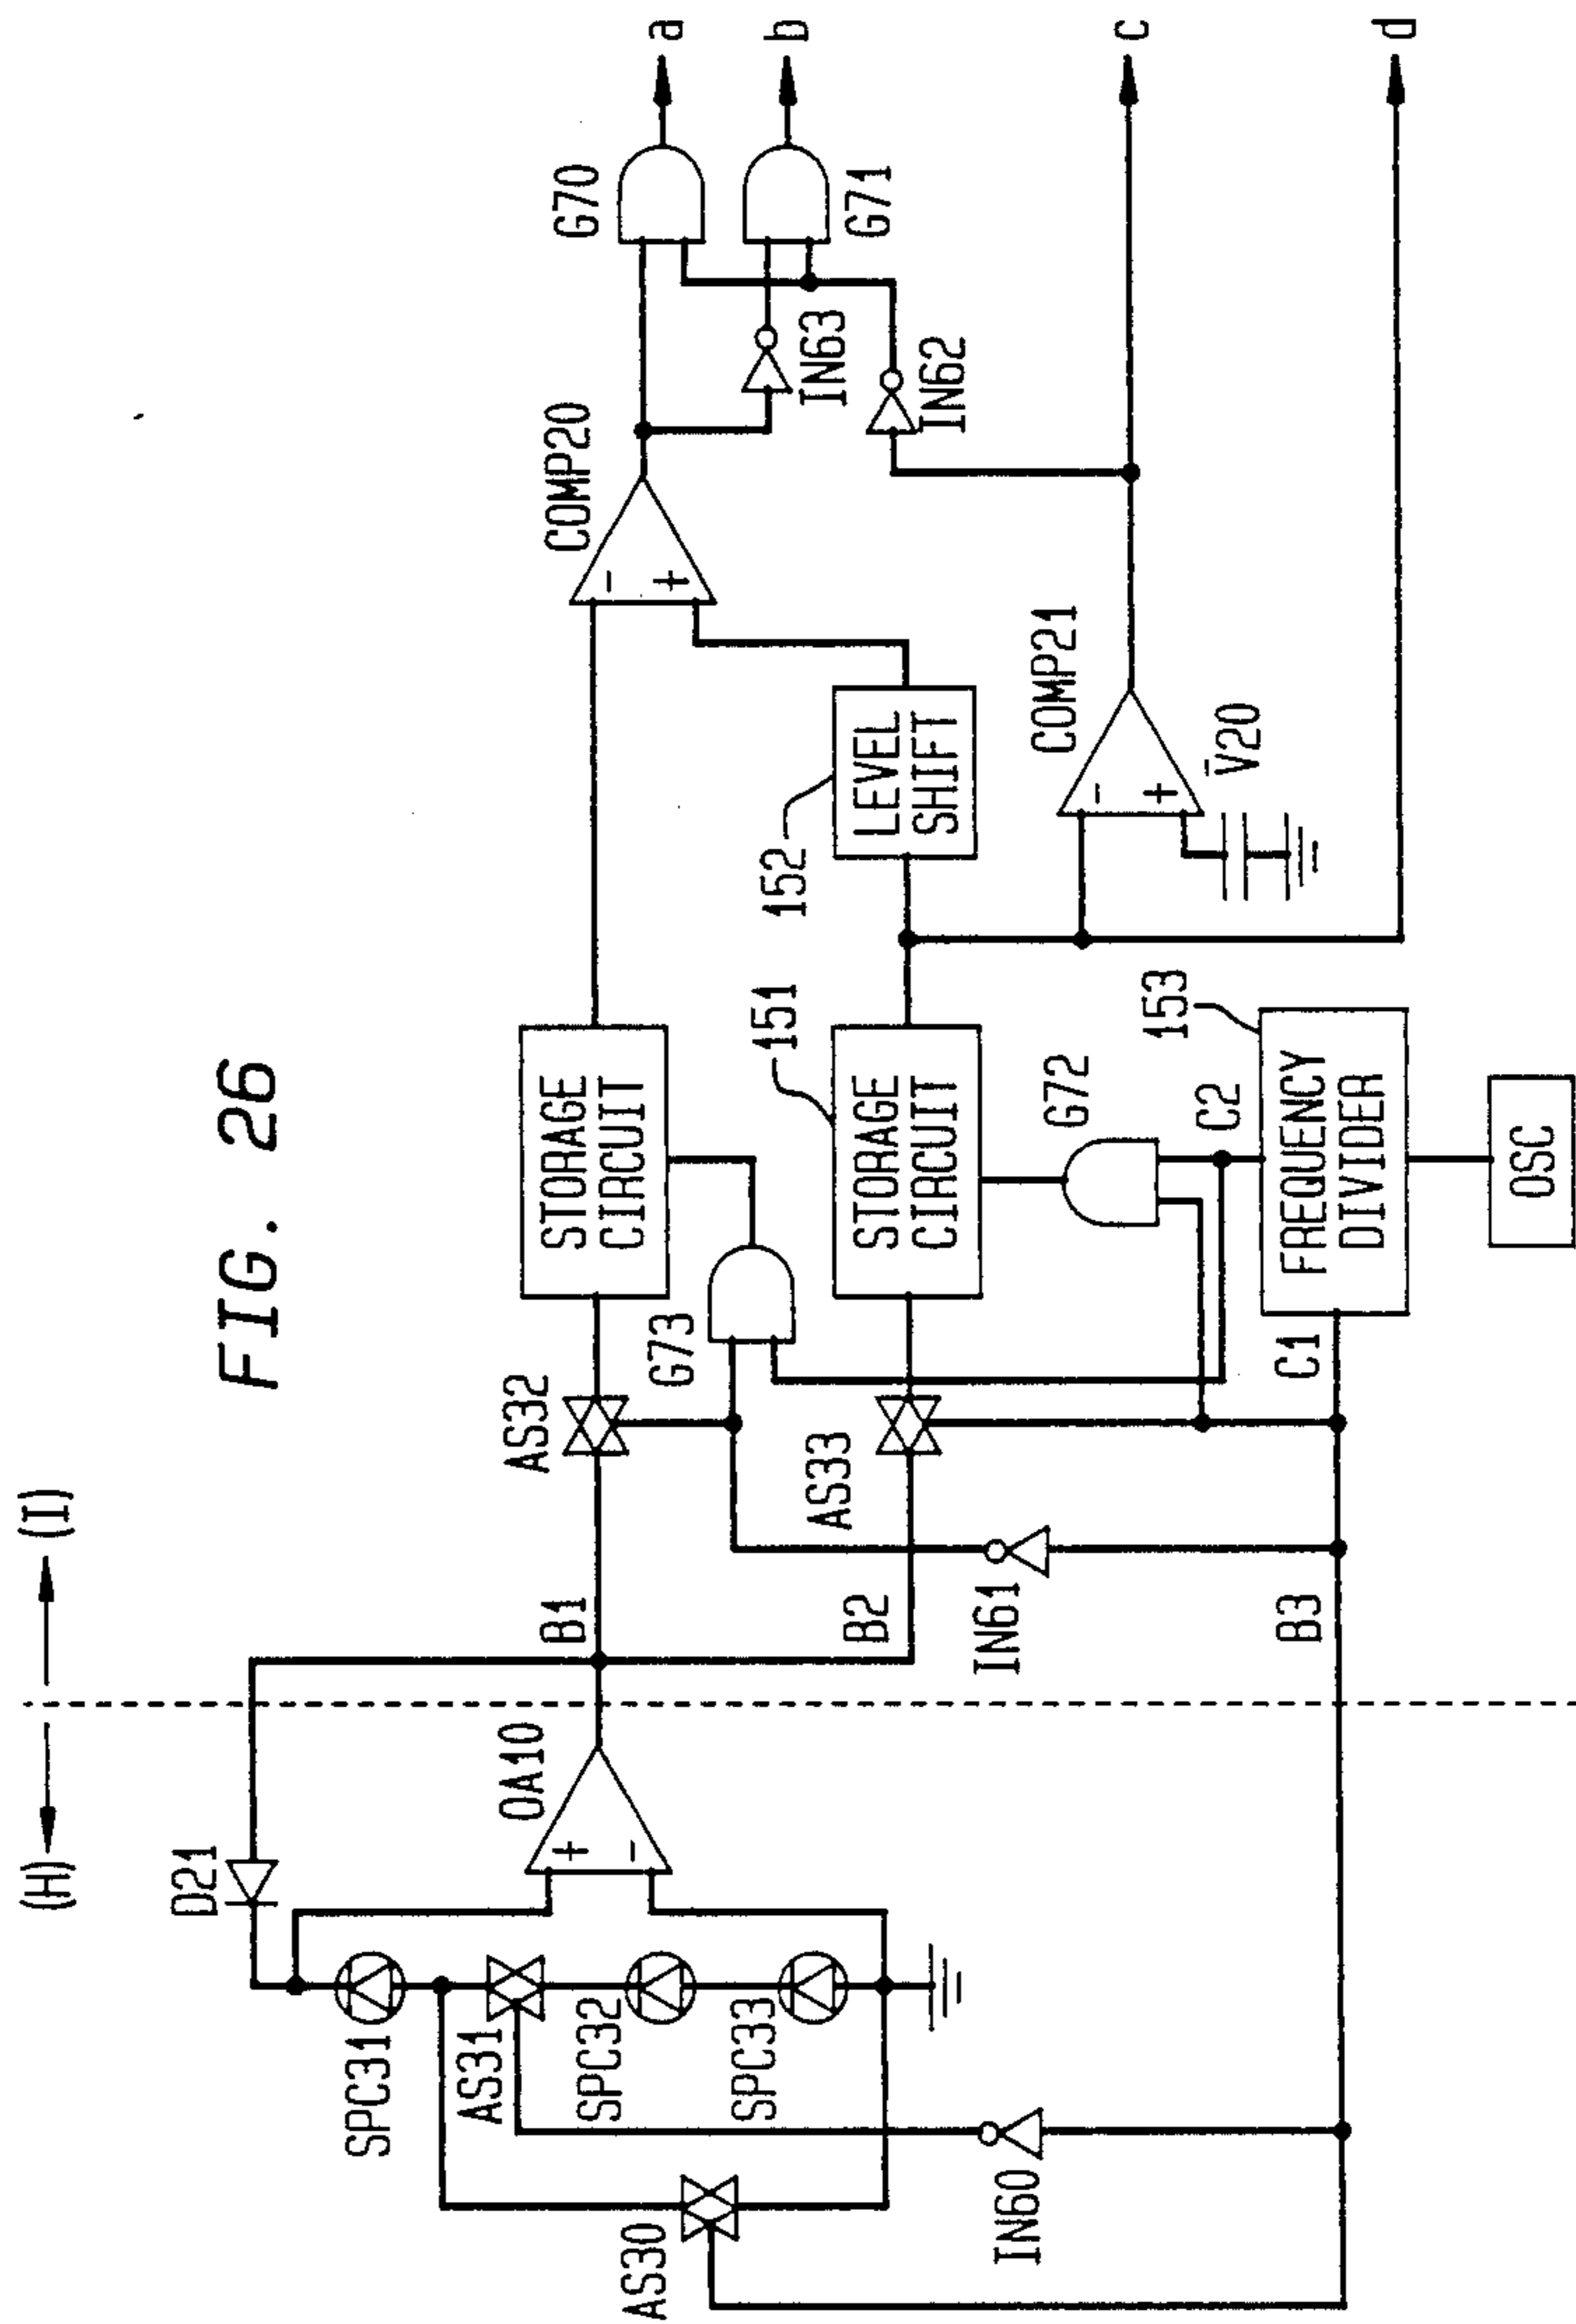 FIG. 26
(H)
(I)
D21
SPC31
AS31
SPC32
SPC33
AS30
IN60
OA10
+
-
B1
B2
B3
IN61
AS32
AS33
G73
STORAGE
CIRCUIT
151
STORAGE
CIRCUIT
G72
C1
C2
153
FREQUENCY
DIVIDER
OSC
152
LEVEL
SHIFT
COMP20
-
+
COMP21
-
+
V20
IN63
IN62
G70
G71
a
b
c
d